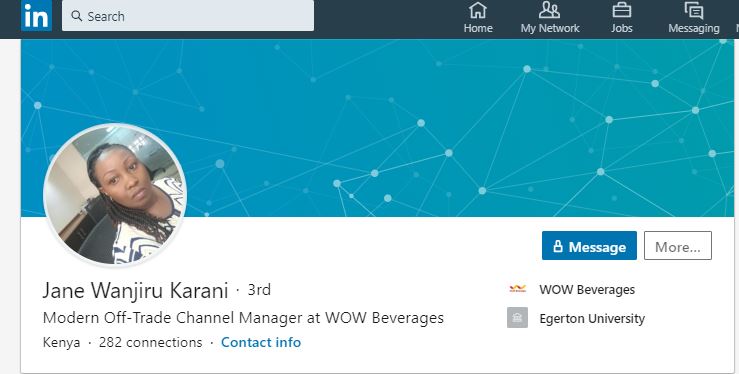 in Search
Home My Network Jobs Messaging
Message More...
Jane Wanjiru Karani · 3rd
WOW Beverages
Modern Off-Trade Channel Manager at WOW Beverages
Egerton University
Kenya · 282 connections · Contact info